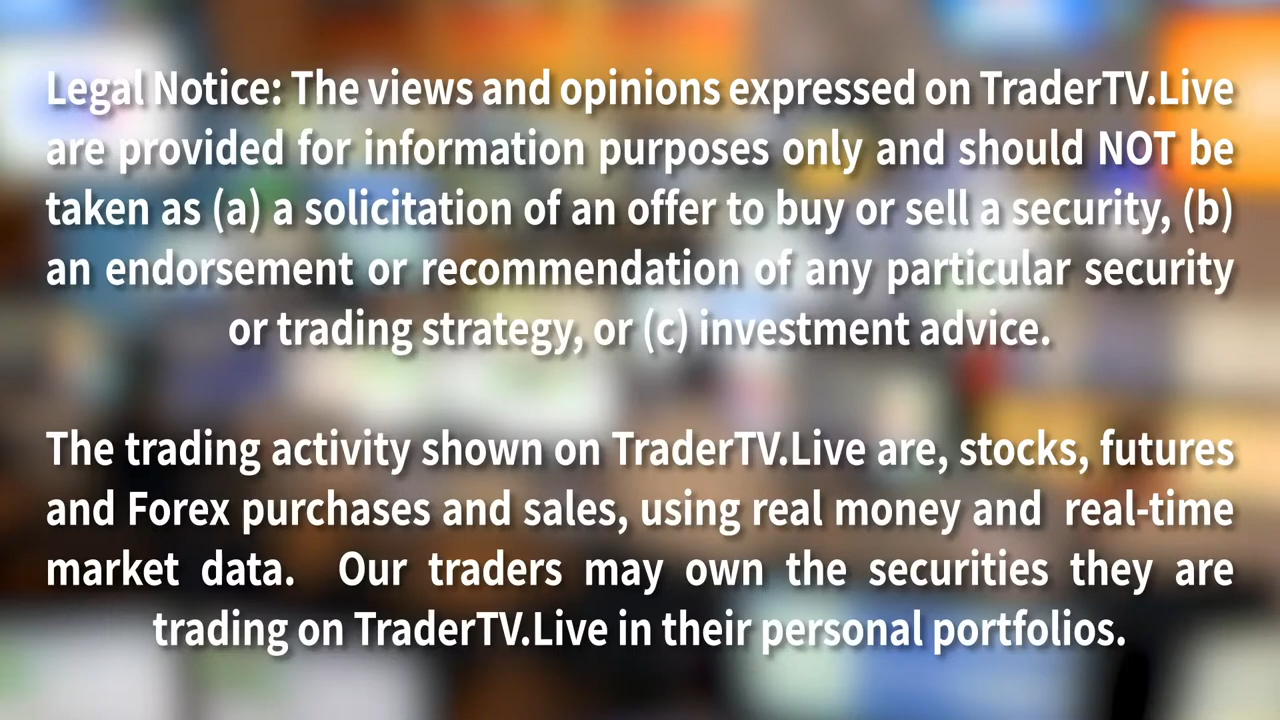 Legal Notice: The views and opinions expressed on TraderTV.Live
are provided for information purposes only and should NOT be
taken as (a) a solicitation of an offer to buy or sell a security, (b)
an endorsement or recommendation of any particular security
or trading strategy, or (c) investment advice.
The trading activity shown on TraderTV.Live are, stocks, futures
and Forex purchases and sales, using real money and  real-time
market data.  Our traders may own the securities they are
trading on TraderTV.Live in their personal portfolios.